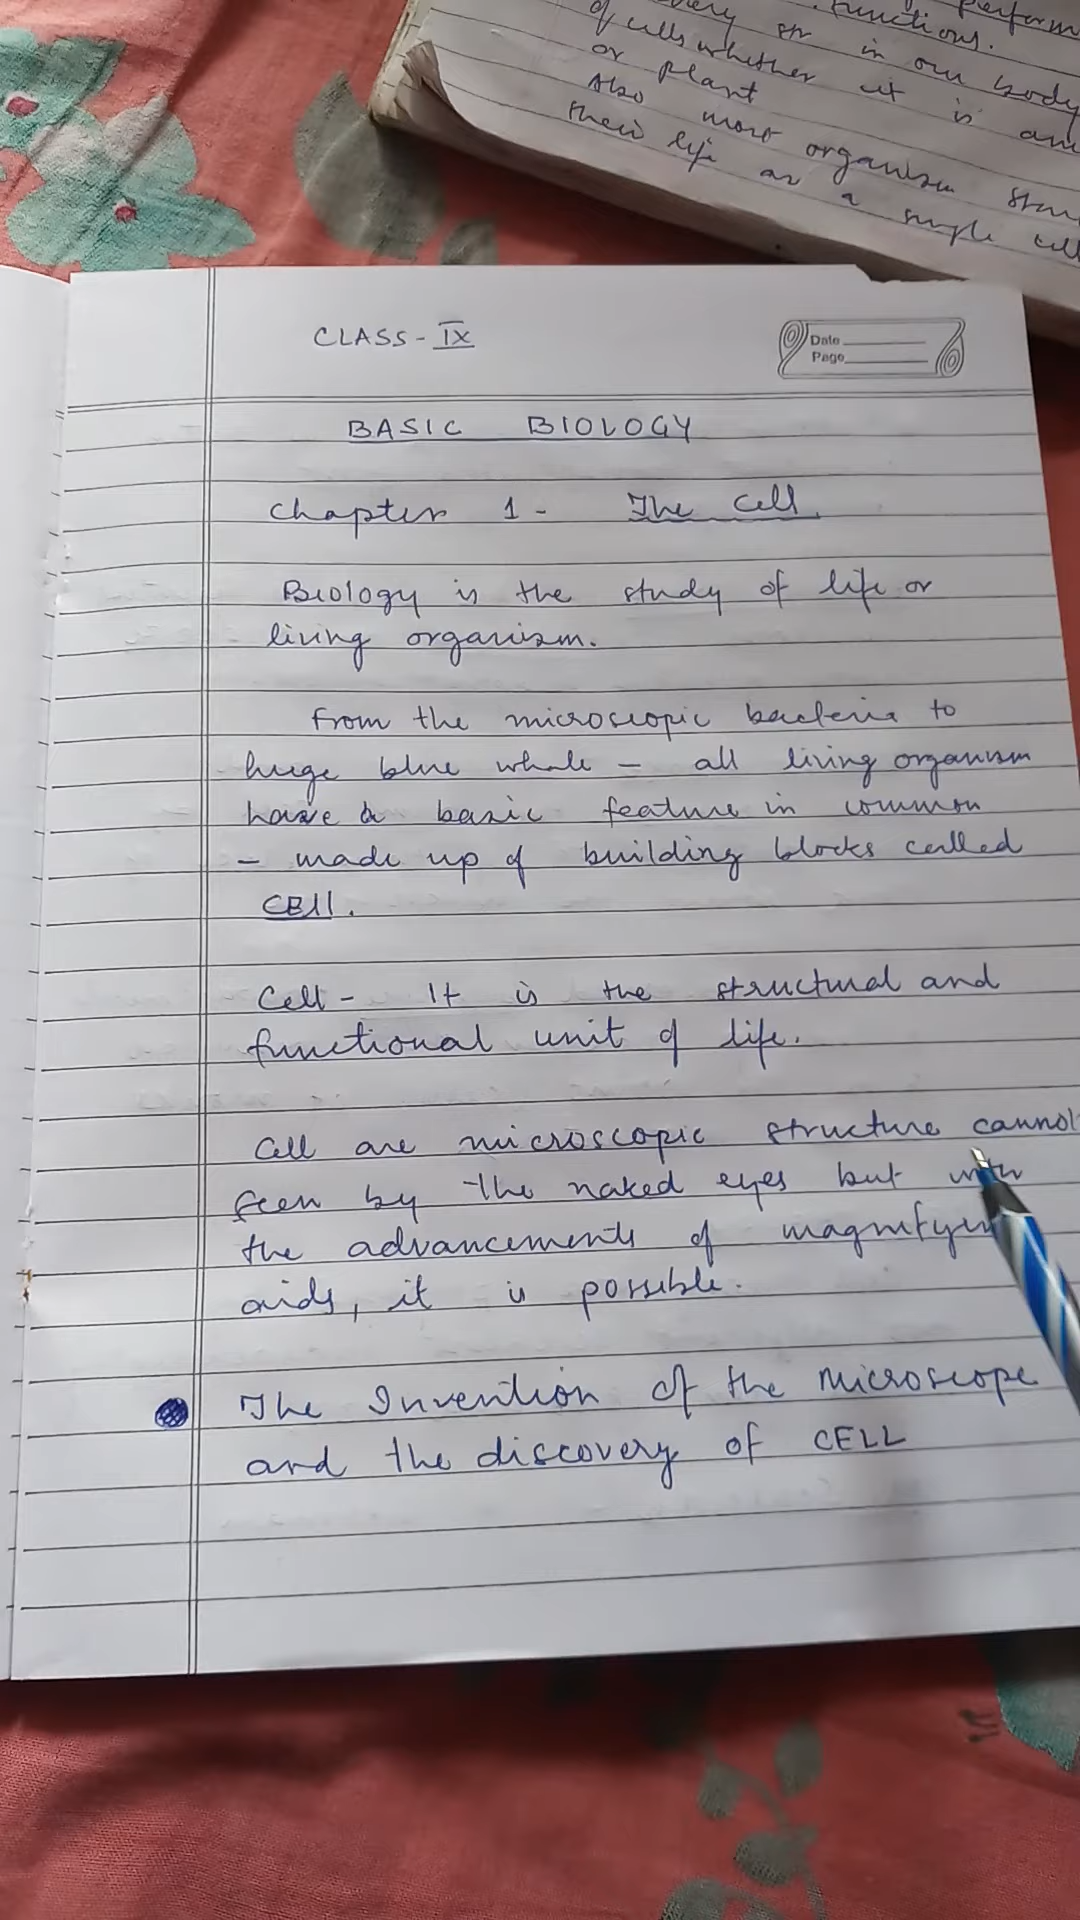 perform
functions.
in our body
of cells whether it is
or plant
Also most organism
their life as a single cell
CLASS - IX
Date
Page
BASIC BIOLOGY
Chapter 1 - The Cell
Biology is the study of life or
living organism.
From the microscopic bacteria to
huge blue whale - all living organism
have a basic feature in common
- made up of building blocks called
CEll.
Cell - It is the structural and
functional unit of life.
Cell are microscopic structure cannot
seen by the naked eyes but with
the advancements of magnifyin
aids, it is possible.
The Invention of the Microscope
and the discovery of CELL